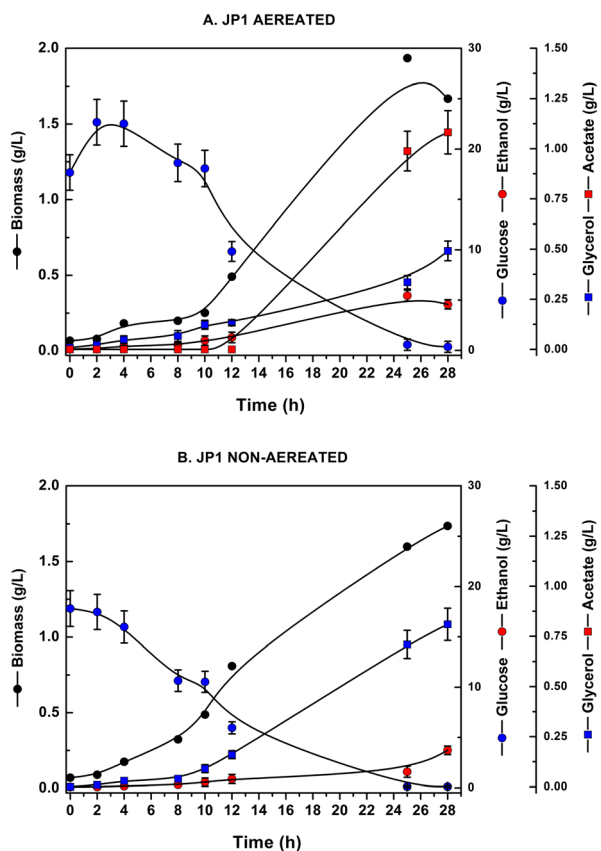 A. JP1 AEREATED
2.0
1.5
1.0
0.5
0.0
30
20
10
0
1.50
1.25
1.00
0.75
0.50
0.25
0.00
0 2 4 6 8 10 12 14 16 18 20 22 24 26 28
Time (h)
Biomass (g/L)
Glucose
Ethanol (g/L)
Glycerol
Acetate (g/L)
B. JP1 NON-AEREATED
2.0
1.5
1.0
0.5
0.0
30
20
10
0
1.50
1.25
1.00
0.75
0.50
0.25
0.00
0 2 4 6 8 10 12 14 16 18 20 22 24 26 28
Time (h)
Biomass (g/L)
Glucose
Ethanol (g/L)
Glycerol
Acetate (g/L)